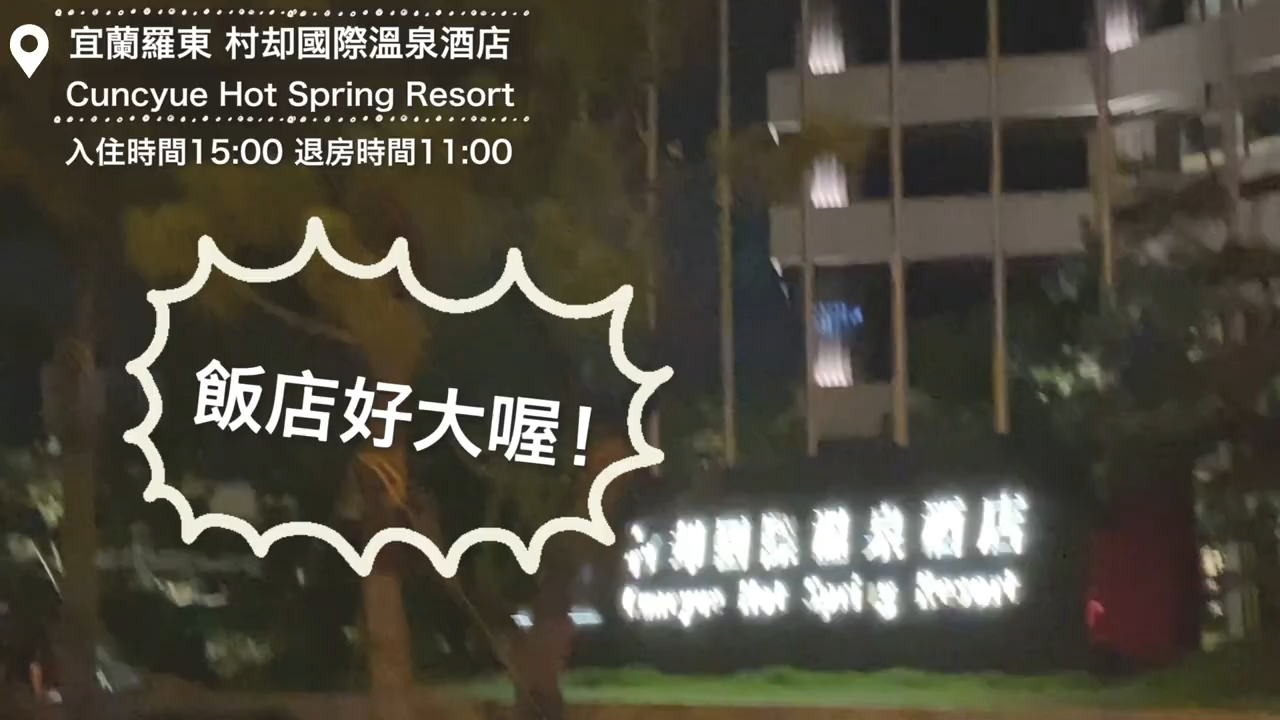 宜蘭羅東 村却國際溫泉酒店
Cuncyue Hot Spring Resort
入住時間15:00 退房時間11:00
飯店好大喔!
村却國際溫泉酒店
Cuncyue Hot Spring Resort